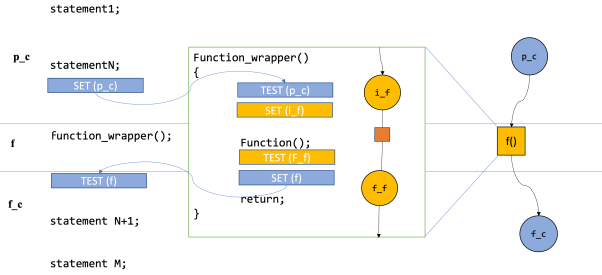 statement1;
p_c
statementN;
SET (p_c)
function_wrapper();
f
TEST (f)
f_c
statement N+1;
statement M;
Function_wrapper()
{
TEST (p_c)
SET (i_f)
Function();
TEST (F_f)
SET (f)
return;
}
i_f
f_f
p_c
f()
f_c